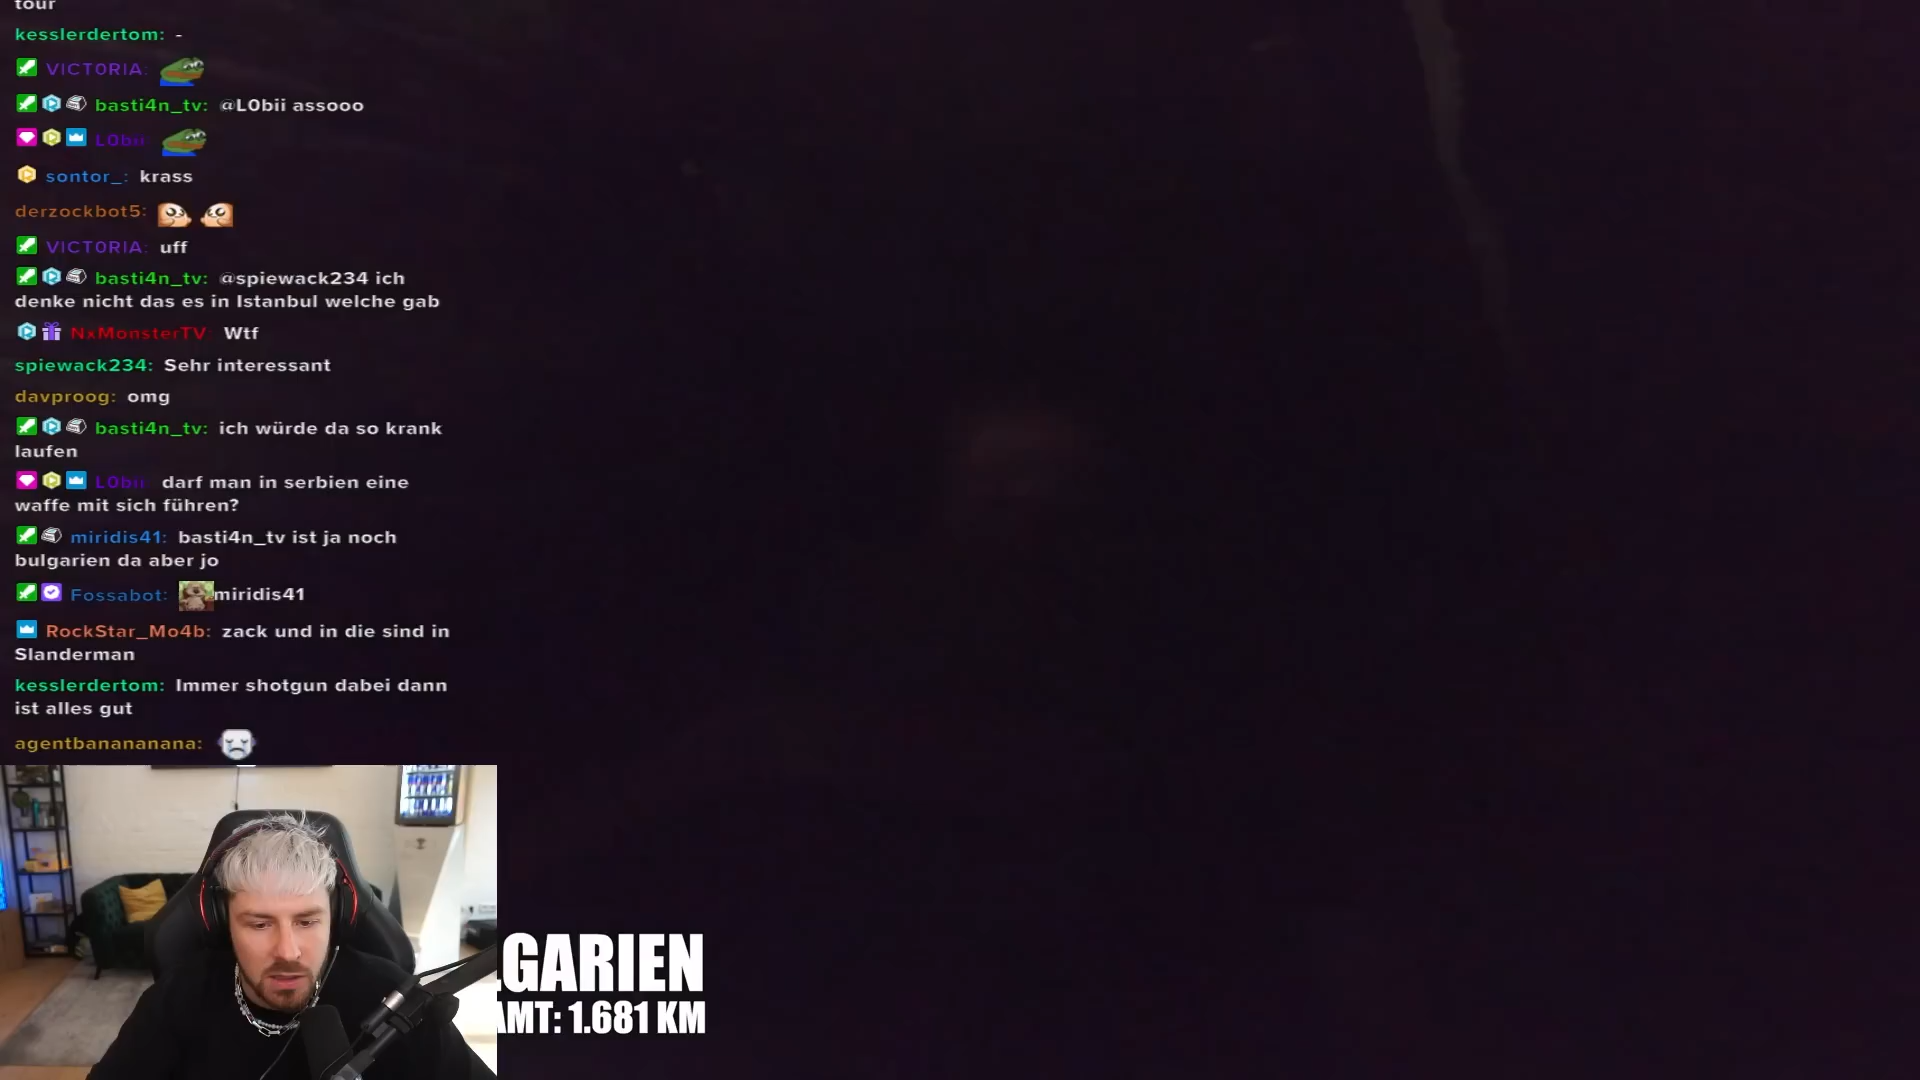 tour
kesslerdertom: -
VICT0RIA:
basti4n_tv: @L0bii assooo
L0bii:
sontor_: krass
derzockbot5:
VICT0RIA: uff
basti4n_tv: @spiewack234 ich
denke nicht das es in Istanbul welche gab
NxMonsterTV: Wtf
spiewack234: Sehr interessant
davproog: omg
basti4n_tv: ich würde da so krank
laufen
L0bii: darf man in serbien eine
waffe mit sich führen?
miridis41: basti4n_tv ist ja noch
bulgarien da aber jo
Fossabot: miridis41
RockStar_Mo4b: zack und in die sind in
Slanderman
kesslerdertom: Immer shotgun dabei dann
ist alles gut
agentbanananana:
LGARIEN
AMT: 1.681 KM